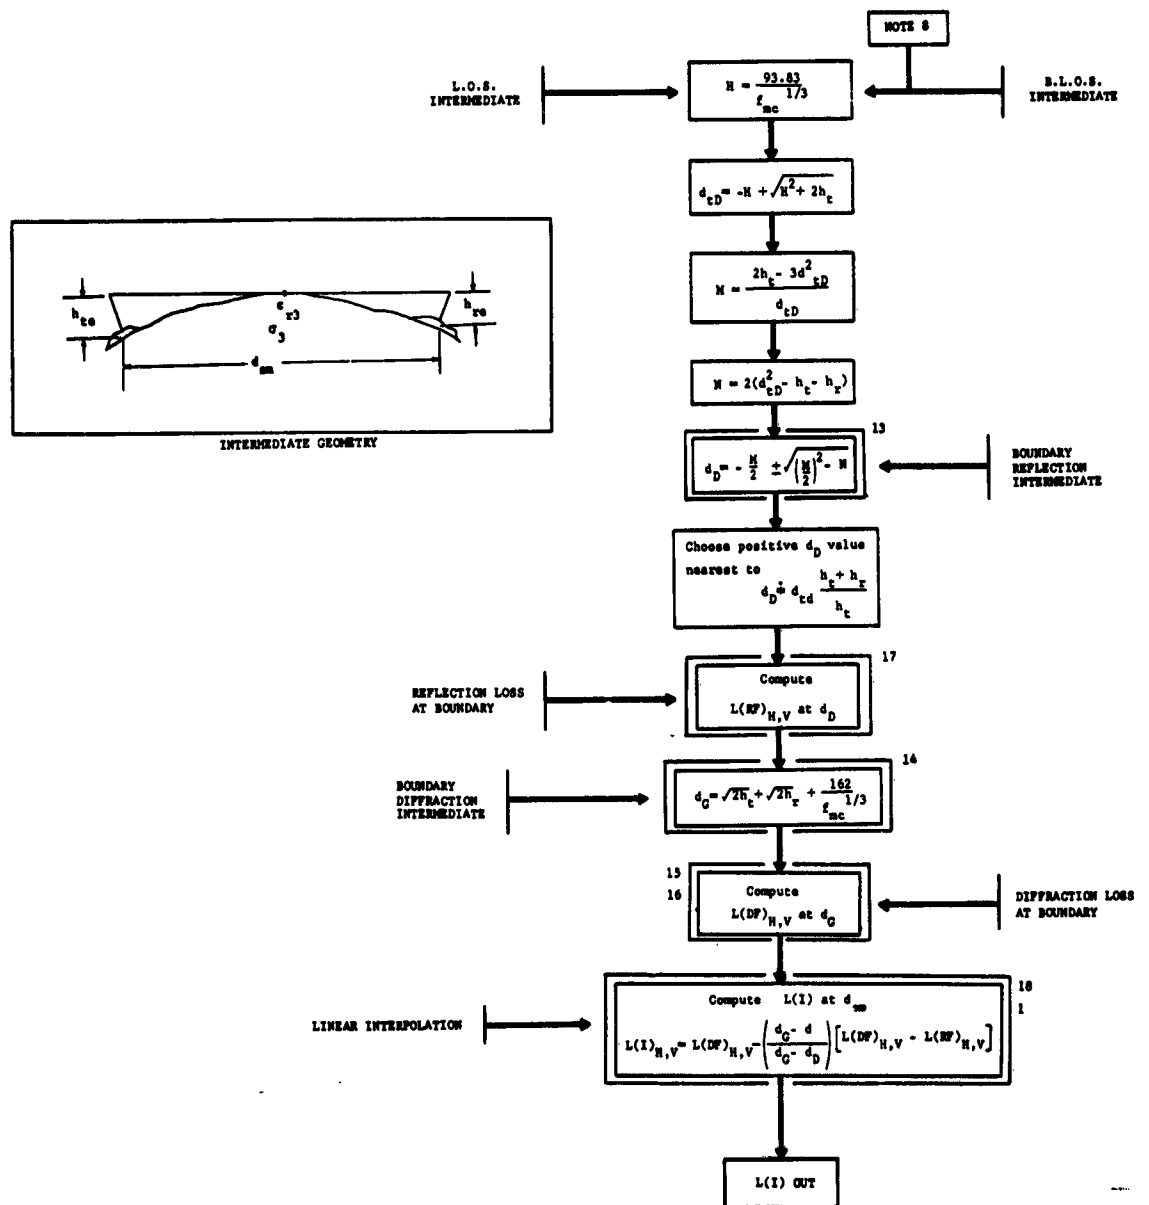 NOTE 8
L.O.S.
INTERMEDIATE
H = 93.83 / f_mc^1/3
B.L.O.S.
INTERMEDIATE
d_tD = -H + √(H² + 2h_t)
M = (2h_t - 3d²_tD) / d_tD
N = 2(d²_tD - h_t - h_r)
h_te
ε_r3
σ_3
h_re
d_sm
INTERMEDIATE GEOMETRY
13
d_D = - M/2 ± √((M/2)² - N)
BOUNDARY
REFLECTION
INTERMEDIATE
Choose positive d_D value
nearest to
d_D ≑ d_td (h_t + h_r) / h_t
17
REFLECTION LOSS
AT BOUNDARY
Compute
L(RF)_H,V at d_D
14
BOUNDARY
DIFFRACTION
INTERMEDIATE
d_G = √2h_t + √2h_r + 162 / f_mc^1/3
15
16
Compute
L(DF)_H,V at d_G
DIFFRACTION LOSS
AT BOUNDARY
18
1
LINEAR INTERPOLATION
Compute L(I) at d_sm
L(I)_H,V = L(DF)_H,V - ((d_G - d) / (d_G - d_D)) [L(DF)_H,V - L(RF)_H,V]
L(I) OUT